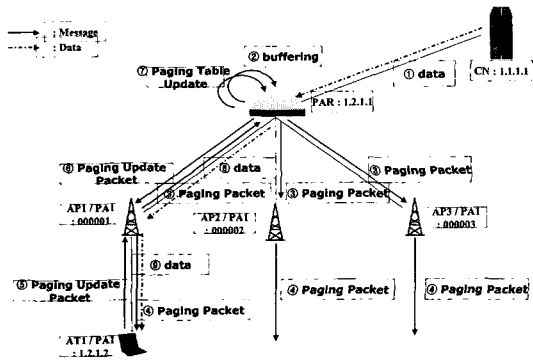 : Message
: Data
② buffering
⑦ Paging Table
Update
① data
CN : 1.1.1.1
PAR : 1.2.1.1
⑥ Paging Update
Packet
⑧ data
③ Paging Packet
③ Paging Packet
③ Paging Packet
AP1 / PA1
: 000001
AP2 / PA1
: 000002
AP3 / PA1
: 000003
⑨ data
⑤ Paging Update
Packet
④ Paging Packet
④ Paging Packet
④ Paging Packet
AT1 / PA1
: 1.2.1.2